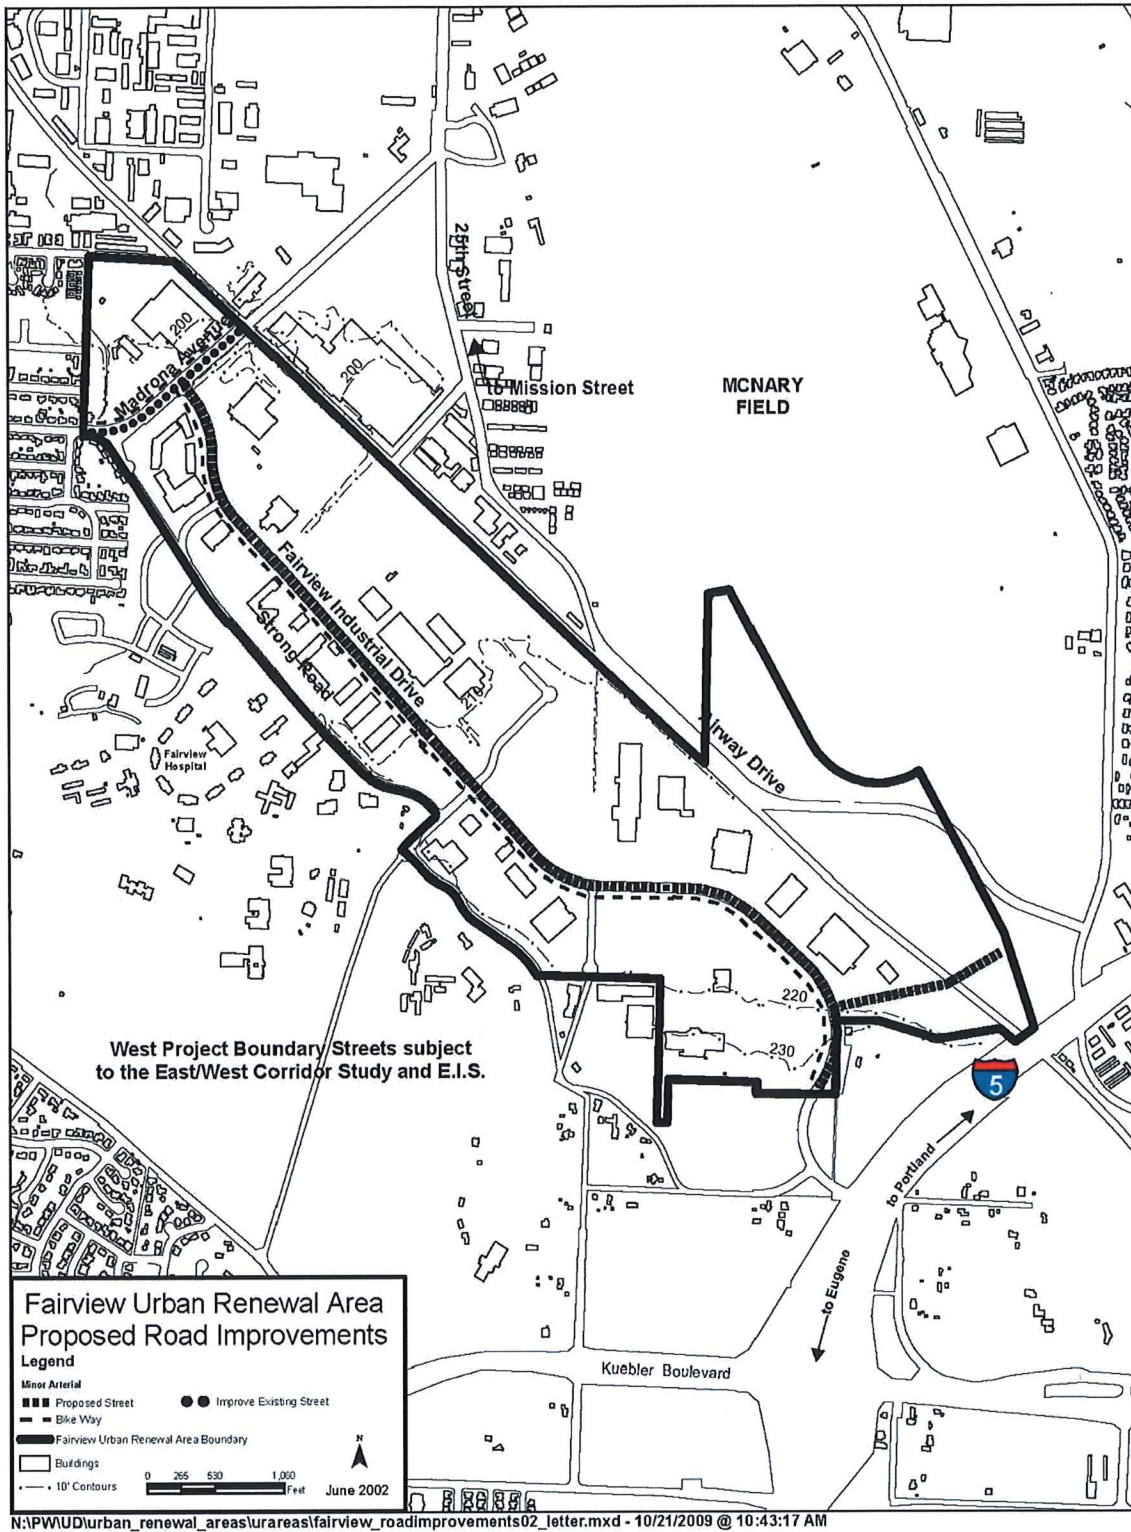 25th Street
200
Madrona Avenue
200
to Mission Street
MCNARY
FIELD
Fairview Industrial Drive
Strong Road
210
Airway Drive
Fairview
Hospital
220
230
West Project Boundary Streets subject
to the East/West Corridor Study and E.I.S.
5
to Portland
to Eugene
Kuebler Boulevard
Fairview Urban Renewal Area
Proposed Road Improvements
Legend
Minor Arterial
Proposed Street
Improve Existing Street
Bike Way
Fairview Urban Renewal Area Boundary
Buildings
10' Contours
0 265 530 1,060
Feet
N
June 2002
N:\PW\UD\urban_renewal_areas\urareas\fairview_roadimprovements02_letter.mxd - 10/21/2009 @ 10:43:17 AM